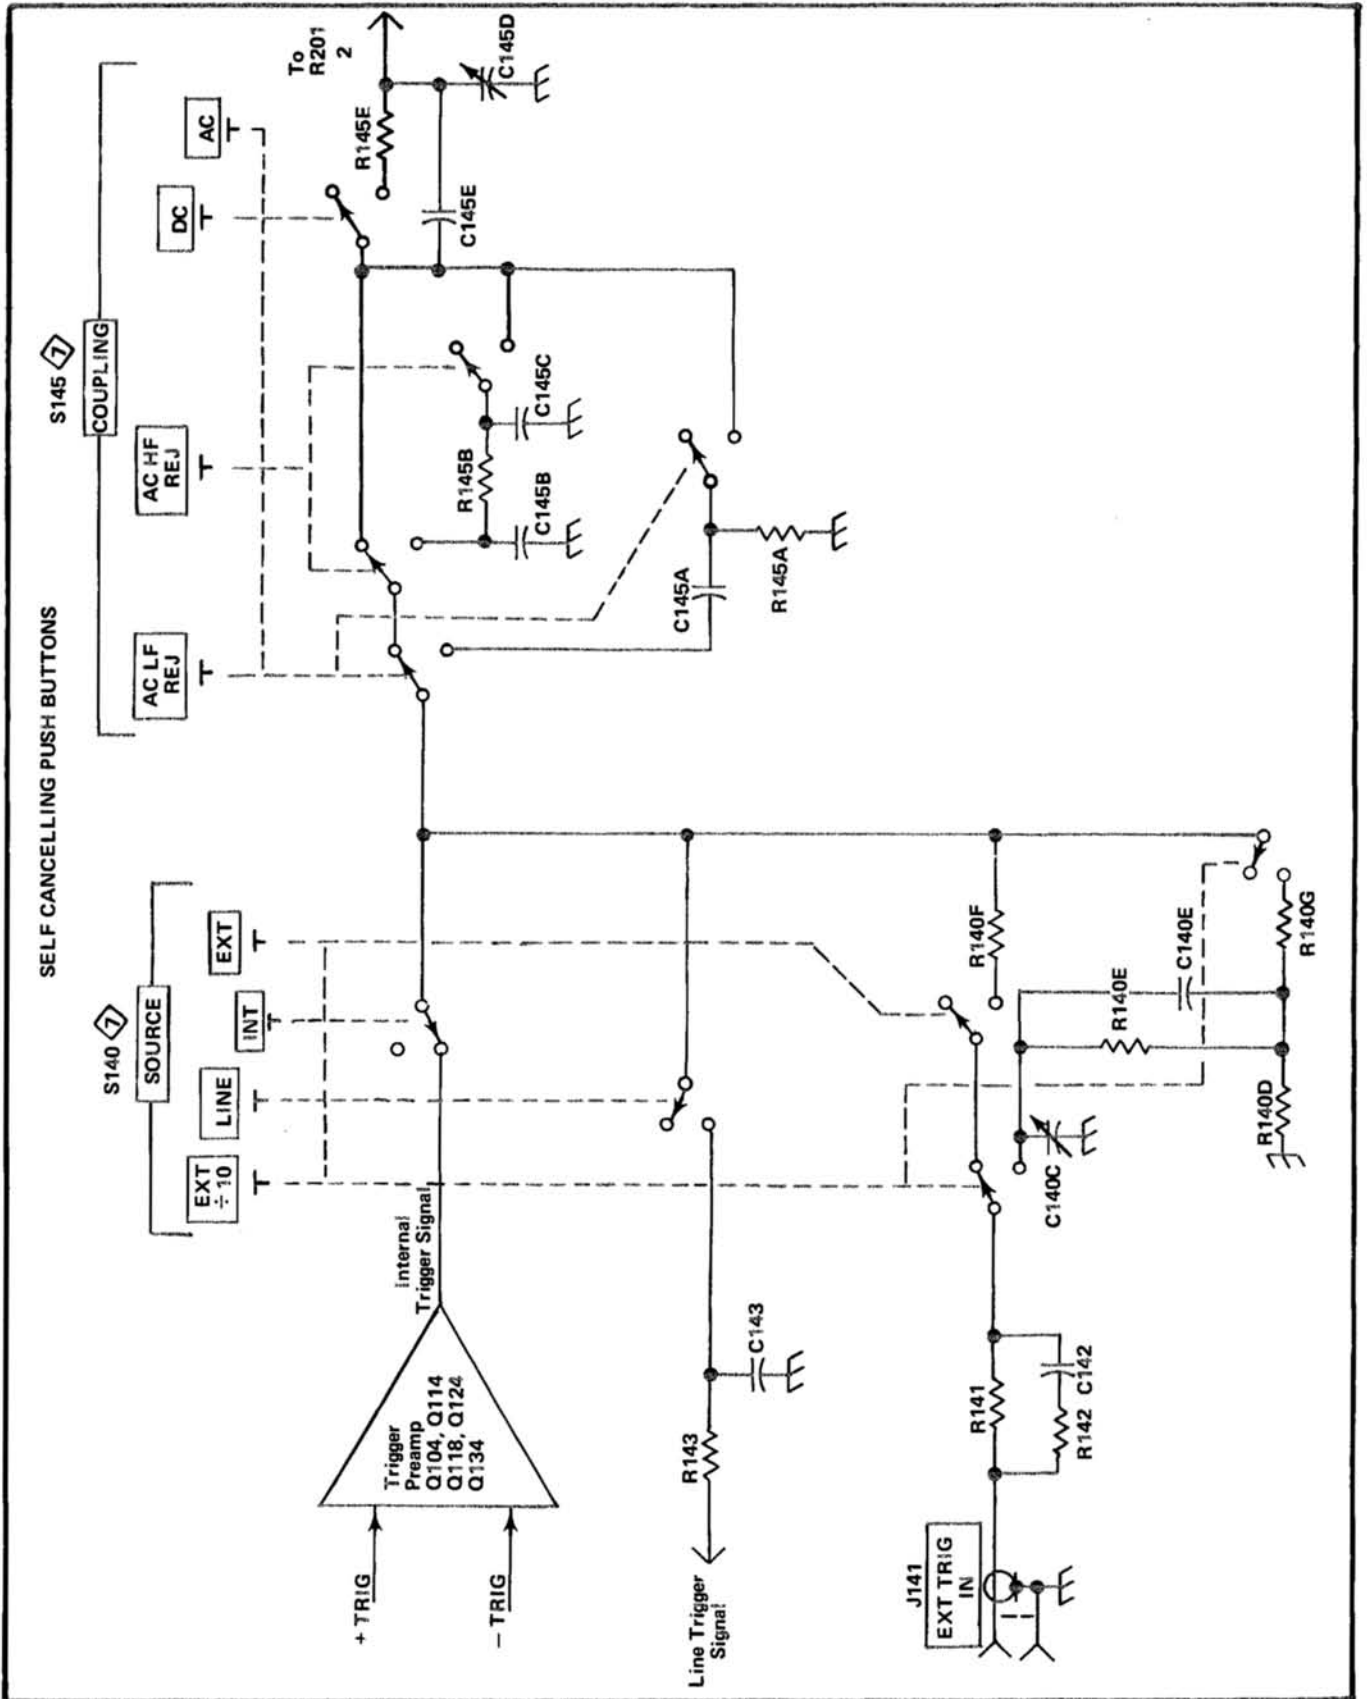 SELF CANCELLING PUSH BUTTONS
S140 7
SOURCE
EXT
÷10
LINE
INT
EXT
S145 7
COUPLING
AC LF
REJ
AC HF
REJ
DC
AC
To
R201
2
+ TRIG
− TRIG
Trigger
Preamp
Q104, Q114
Q118, Q124
Q134
Internal
Trigger Signal
R145E
C145D
C145E
R145B
C145C
C145B
C145A
R145A
Line Trigger
Signal
R143
C143
J141
EXT TRIG
IN
R141
R142
C142
R140F
C140C
R140E
C140E
R140D
R140G